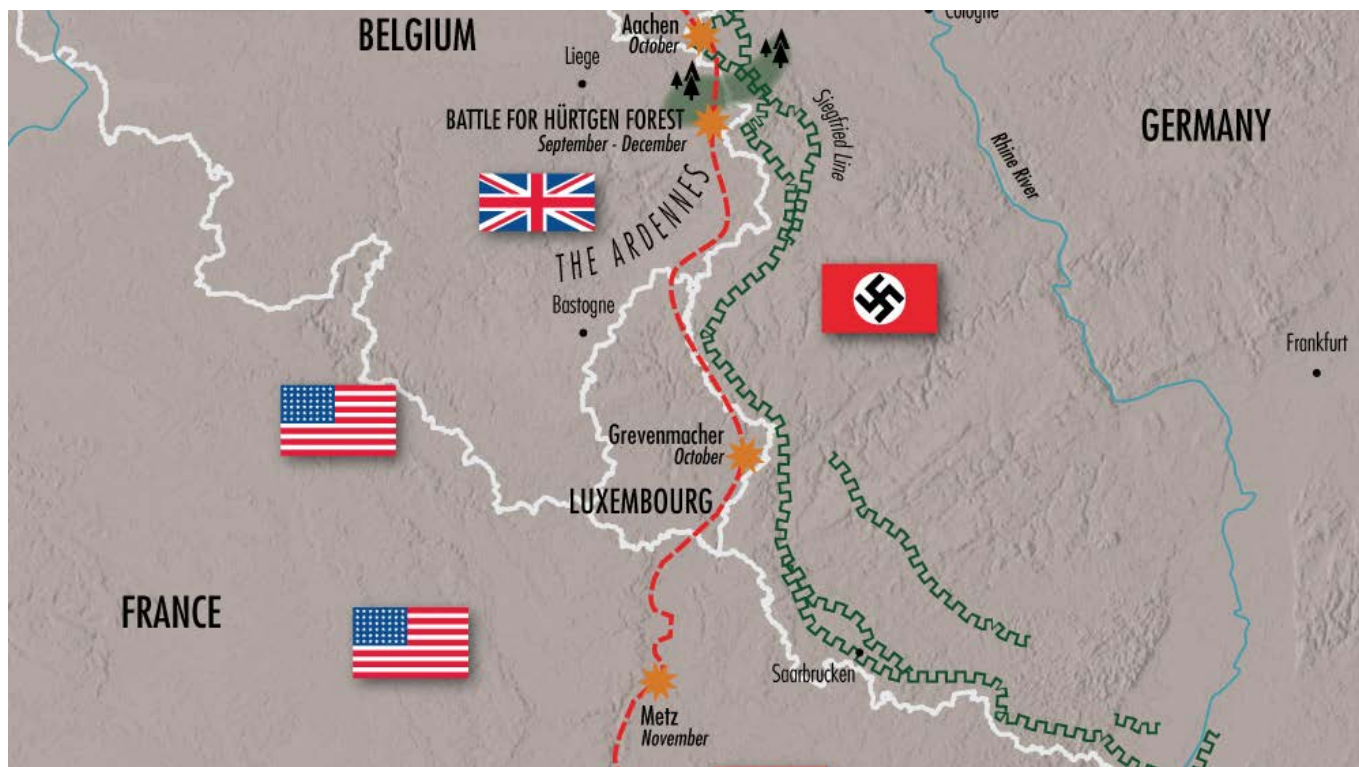 Cologne
Aachen
October
BELGIUM
Liege
BATTLE FOR HÜRTGEN FOREST
September - December
Siegfried Line
GERMANY
Rhine River
THE ARDENNES
Bastogne
Frankfurt
Grevenmacher
October
LUXEMBOURG
FRANCE
Saarbrucken
Metz
November